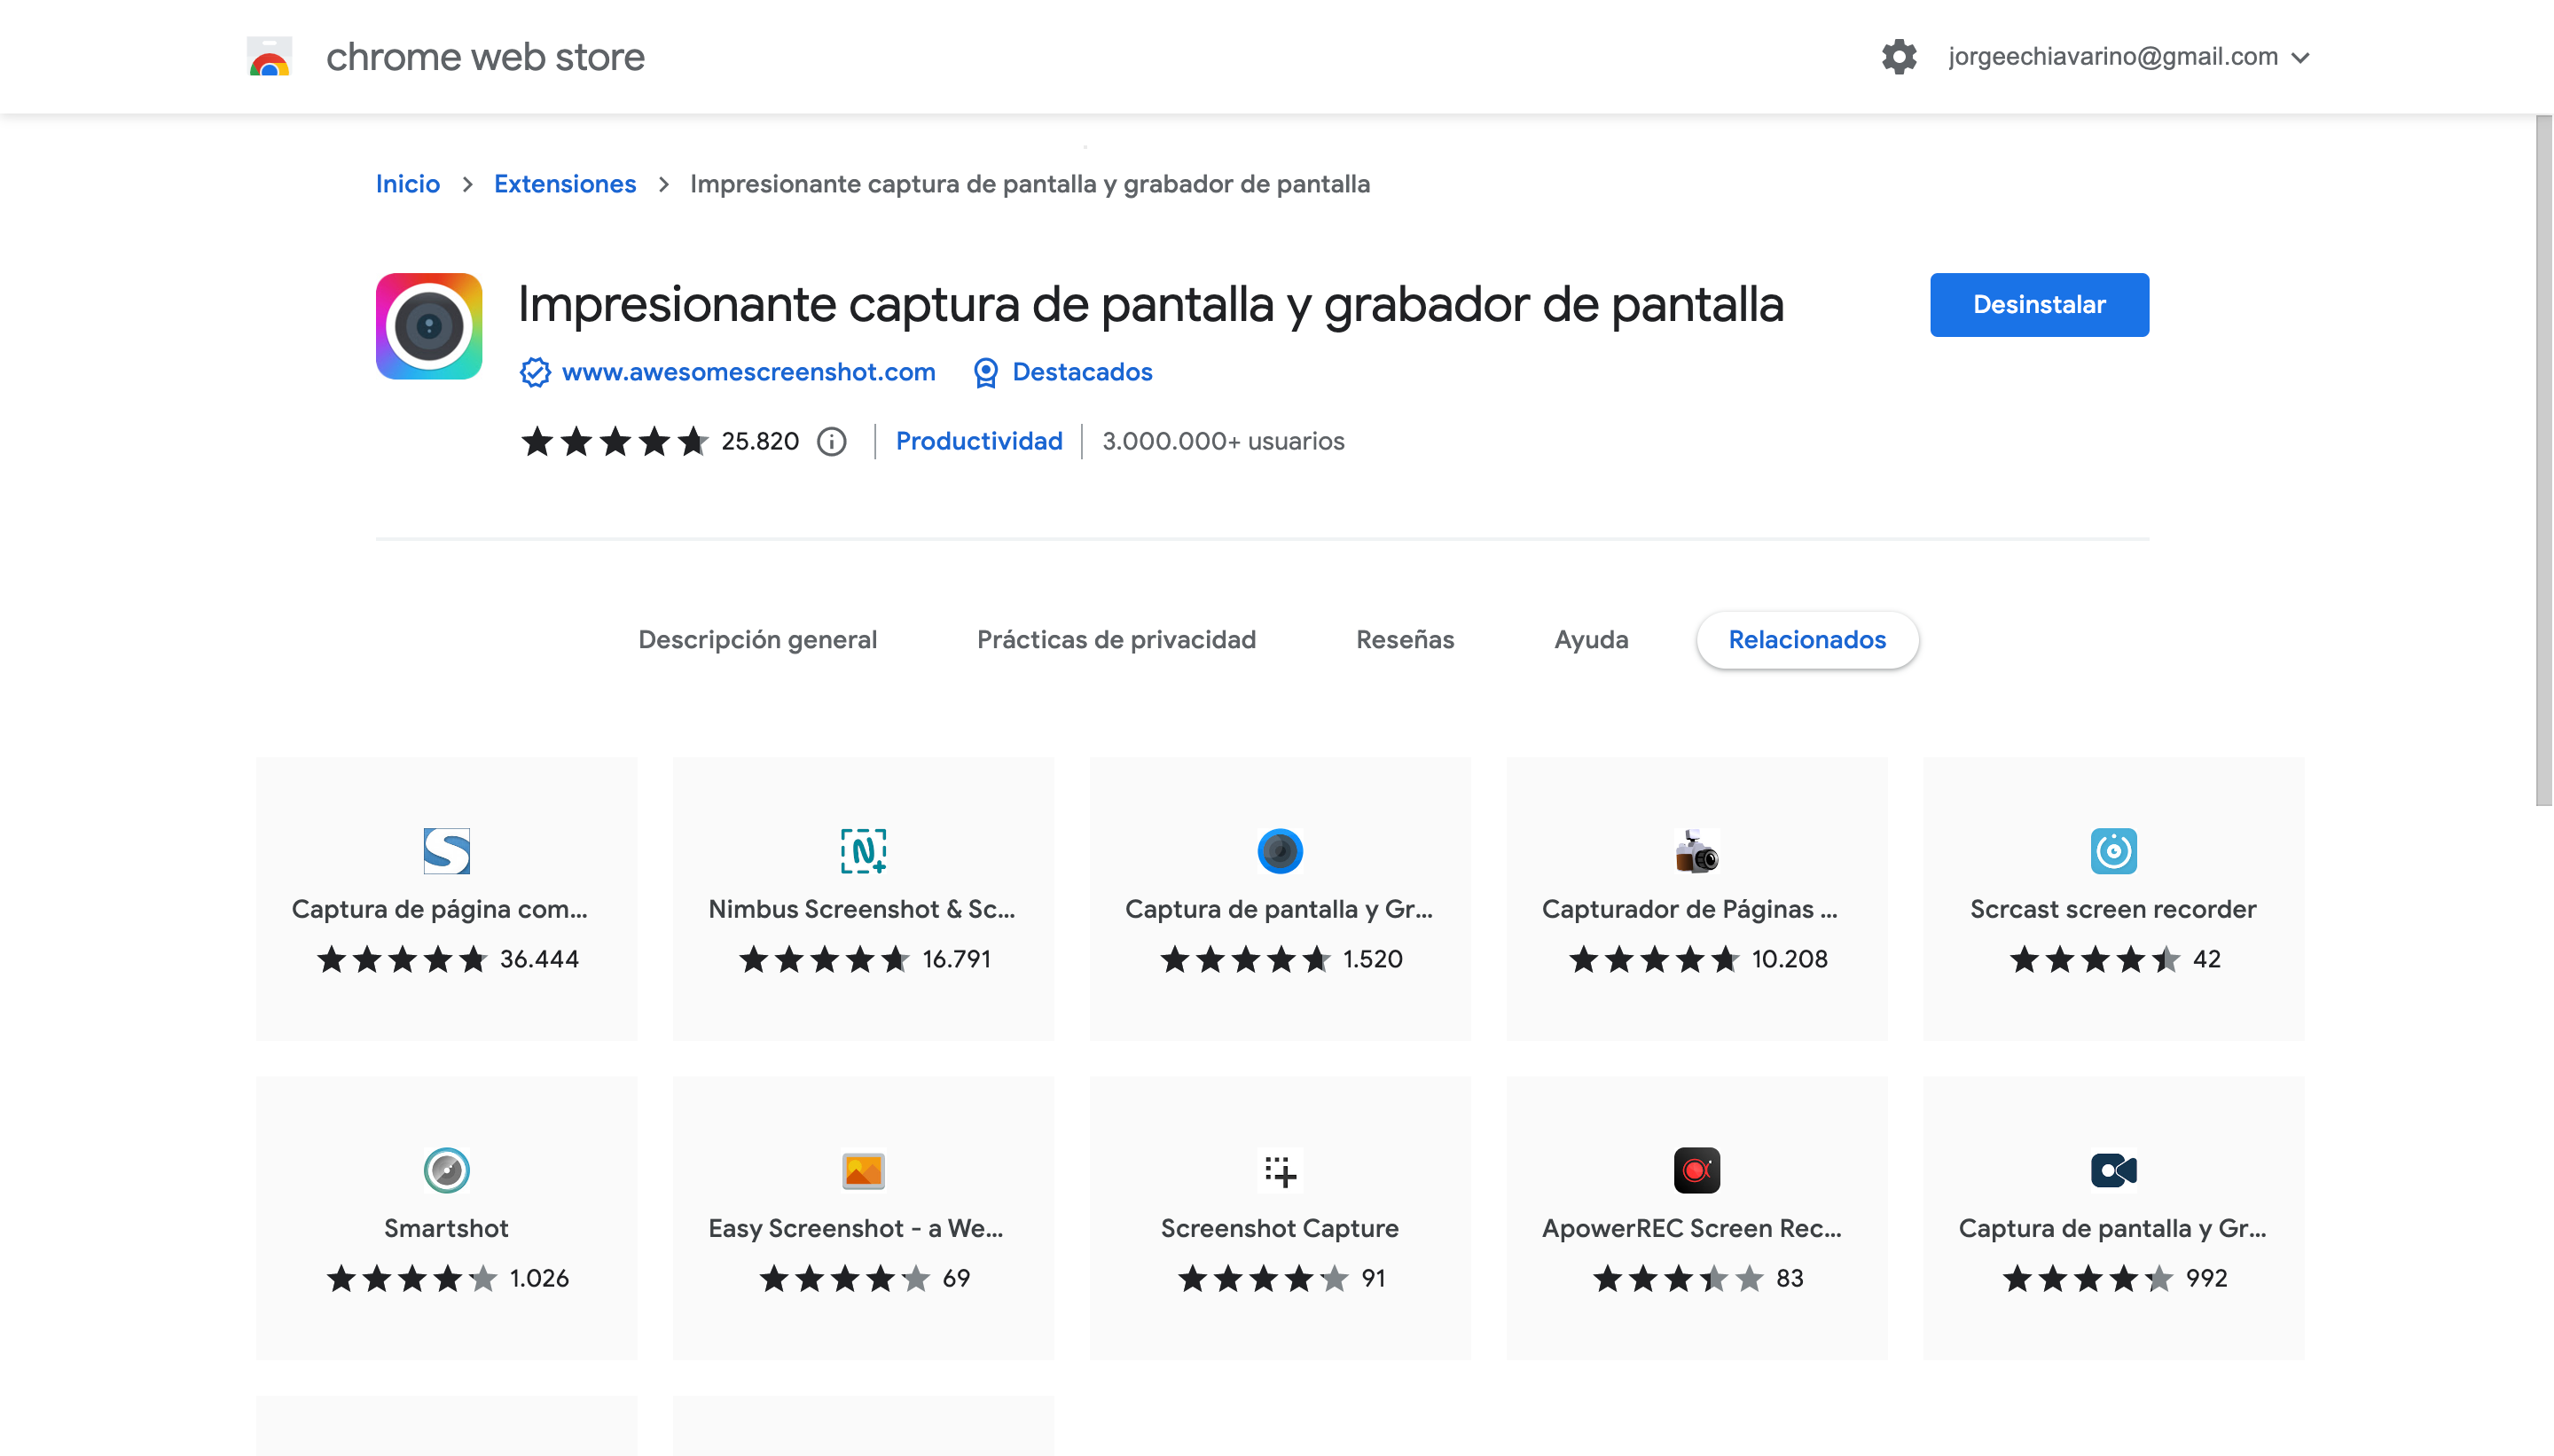 chrome web store
jorgeechiavarino@gmail.com
Inicio > Extensiones > Impresionante captura de pantalla y grabador de pantalla
Impresionante captura de pantalla y grabador de pantalla
Desinstalar
www.awesomescreenshot.com Destacados
25.820 Productividad 3.000.000+ usuarios
Descripción general Prácticas de privacidad Reseñas Ayuda Relacionados
Captura de página com...
36.444
Nimbus Screenshot & Sc...
16.791
Captura de pantalla y Gr...
1.520
Capturador de Páginas ...
10.208
Scrcast screen recorder
42
Smartshot
1.026
Easy Screenshot - a We...
69
Screenshot Capture
91
ApowerREC Screen Rec...
83
Captura de pantalla y Gr...
992